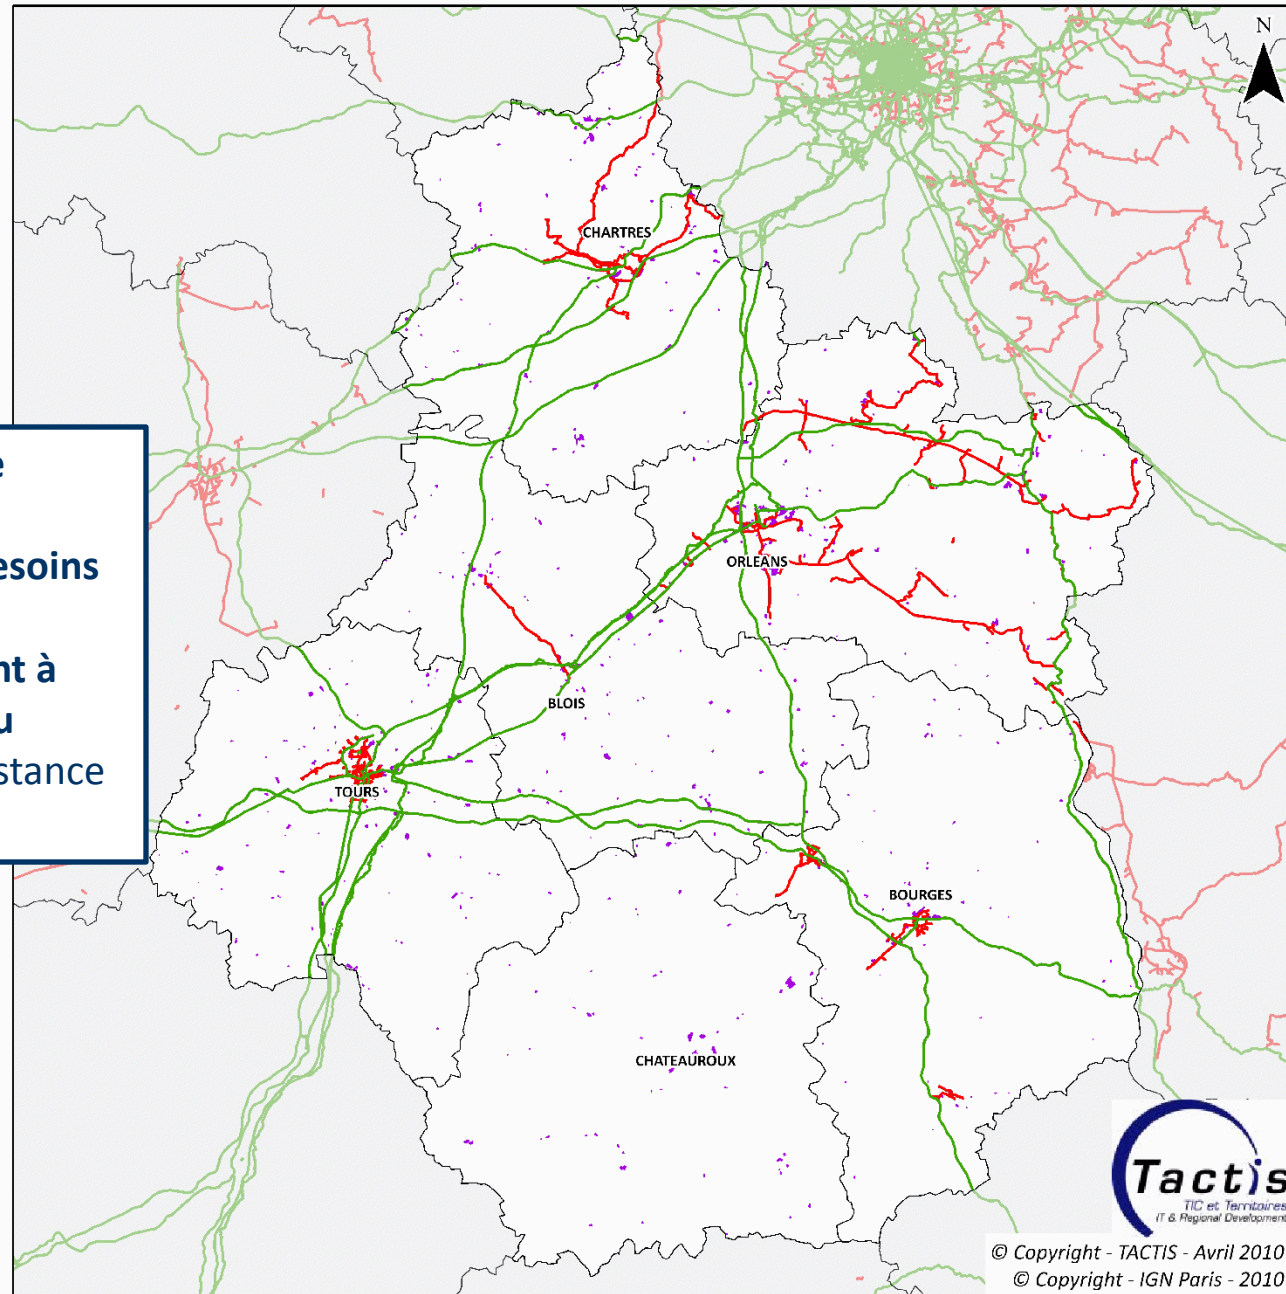 N
CHARTRES
e
esoins
nt à
u
stance
ORLEANS
BLOIS
TOURS
BOURGES
CHATEAUROUX
Tactis
TIC et Territoires
IT & Regional Development
© Copyright - TACTIS - Avril 2010
© Copyright - IGN Paris - 2010